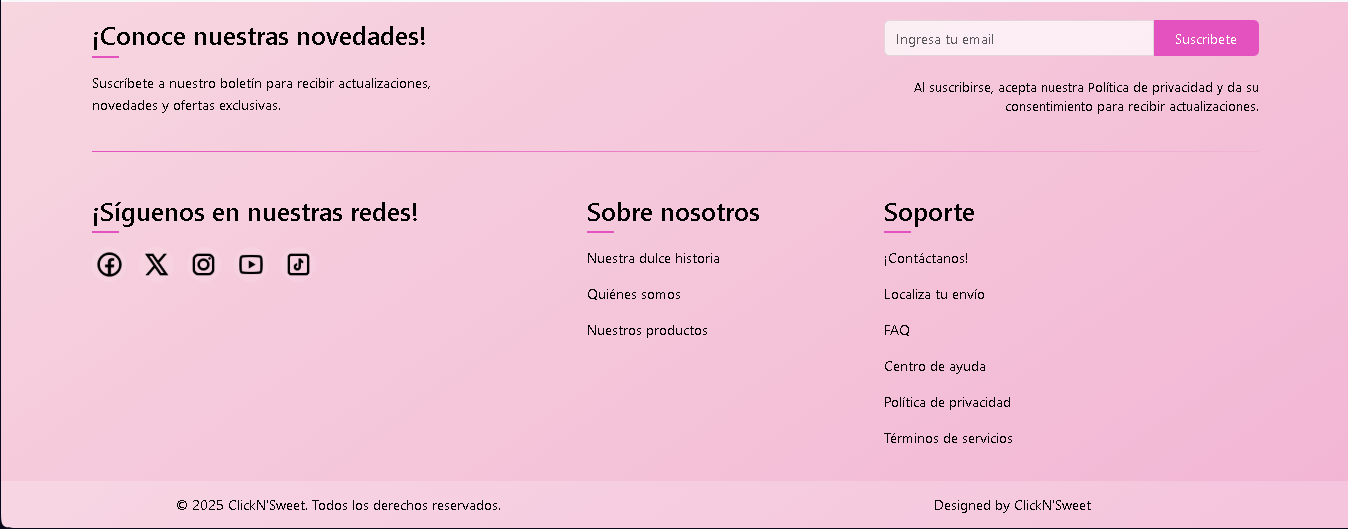 ¡Conoce nuestras novedades!
Suscríbete a nuestro boletín para recibir actualizaciones,
novedades y ofertas exclusivas.
Ingresa tu email
Suscríbete
Al suscribirse, acepta nuestra Política de privacidad y da su
consentimiento para recibir actualizaciones.
¡Síguenos en nuestras redes!
Sobre nosotros
Nuestra dulce historia
Quiénes somos
Nuestros productos
Soporte
¡Contáctanos!
Localiza tu envío
FAQ
Centro de ayuda
Política de privacidad
Términos de servicios
© 2025 ClickN'Sweet. Todos los derechos reservados.
Designed by ClickN'Sweet